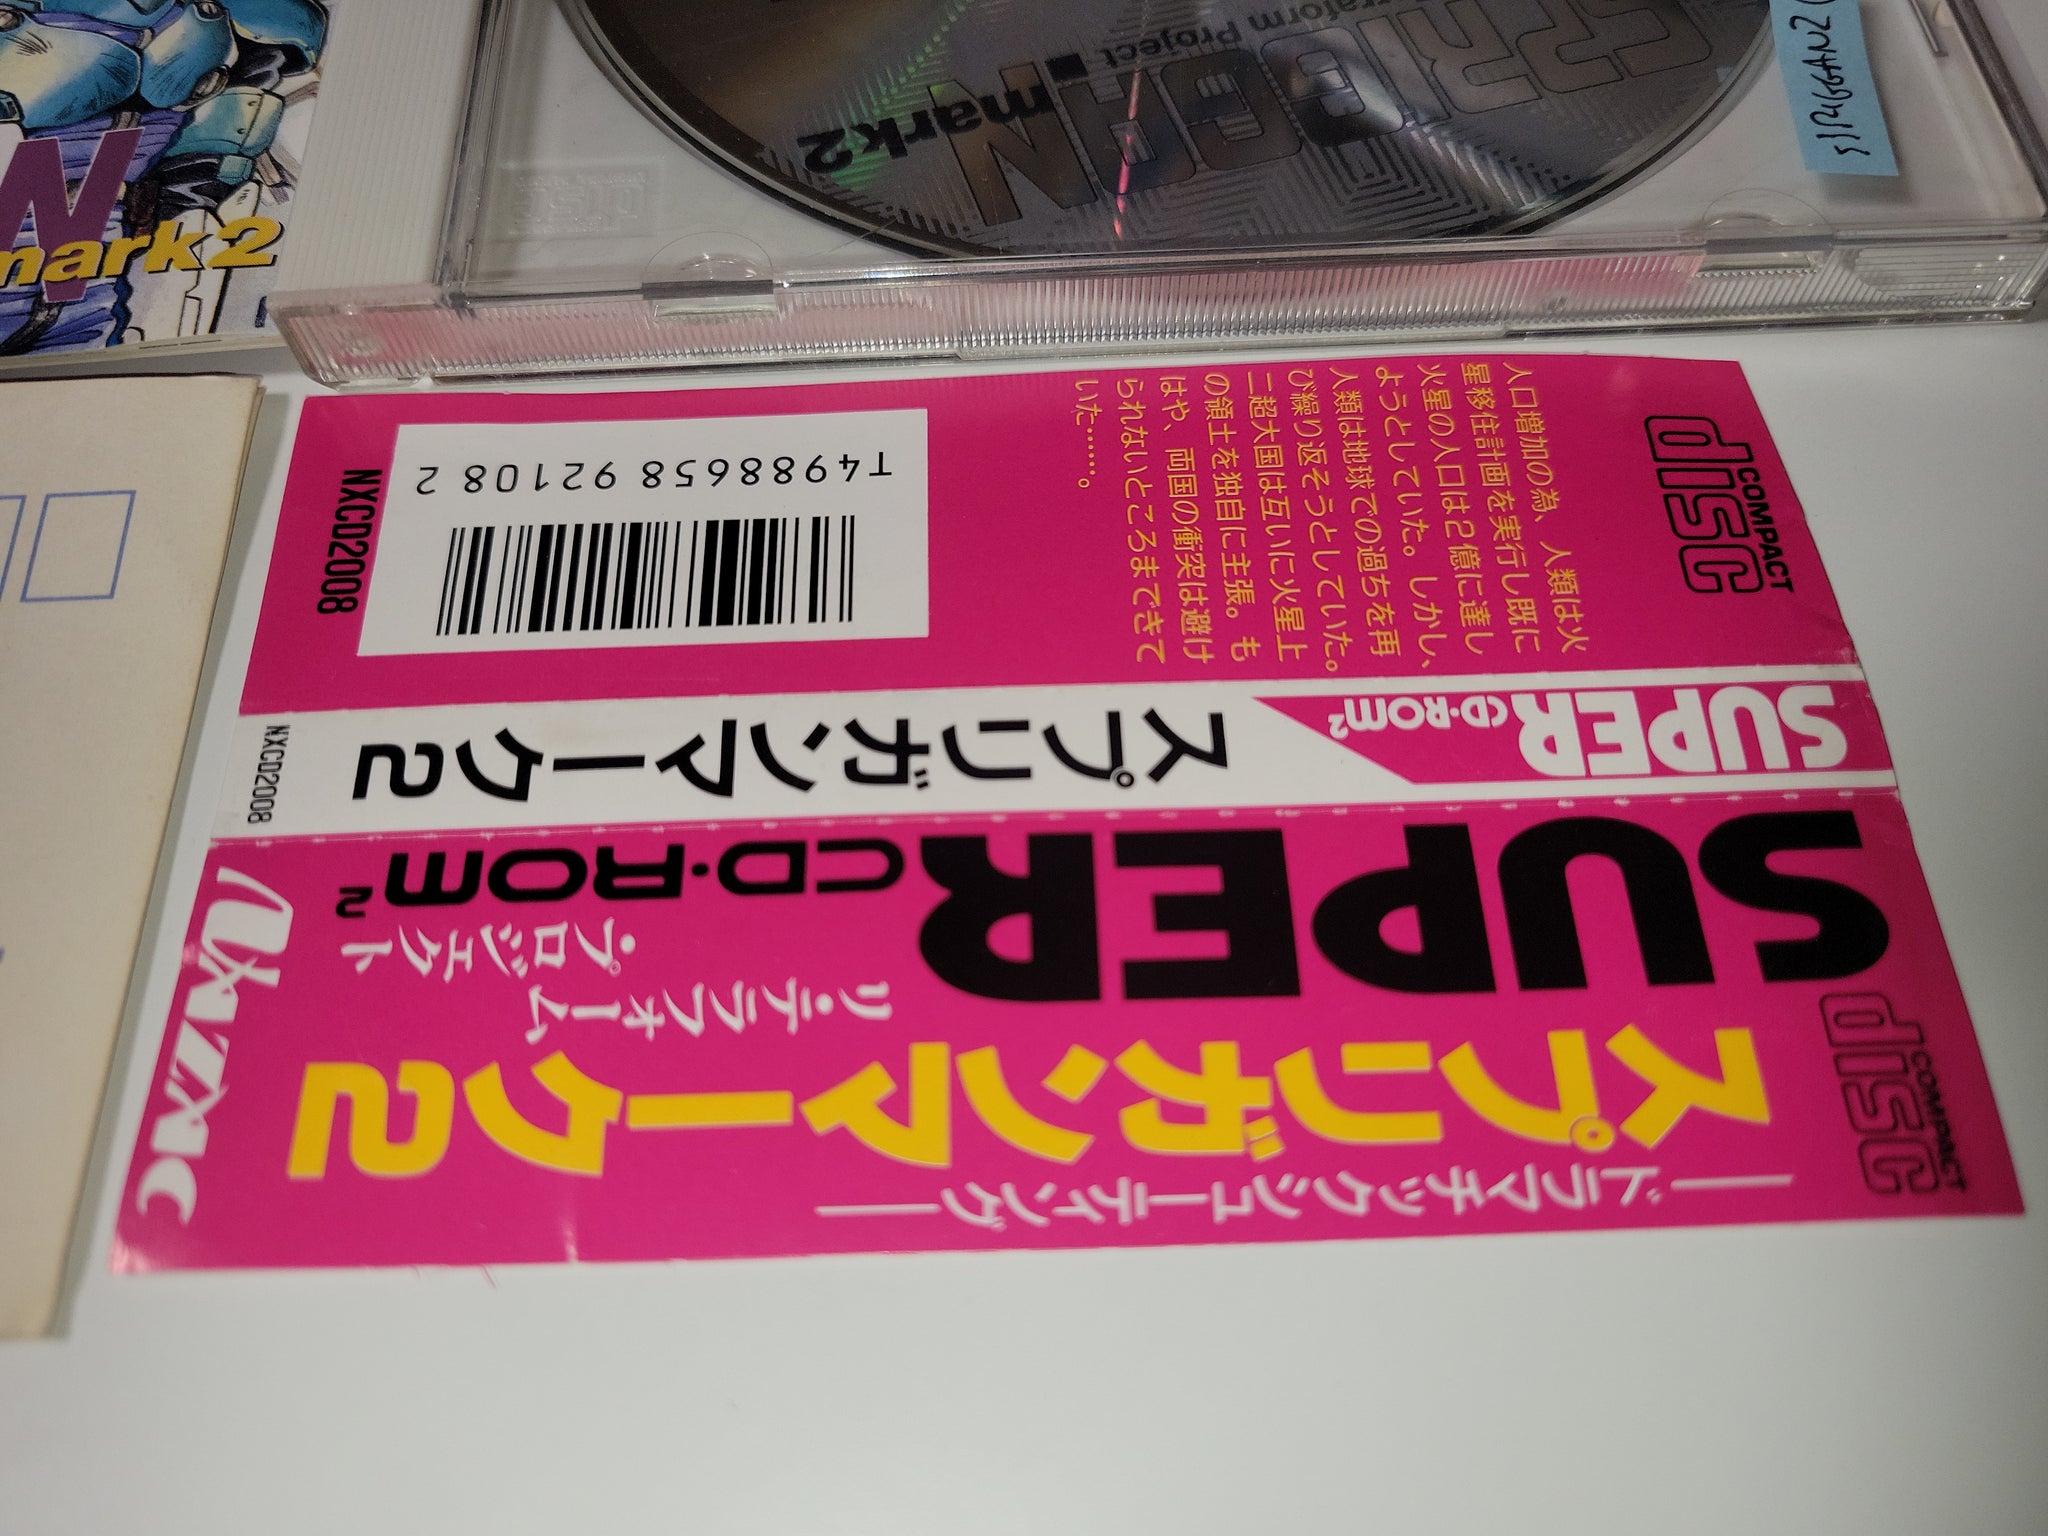 mark2
Project
mark2
人口増加の為、人類は火
星移住計画を実行し既に
火星の人口は2億に達し
ようとしていた。しかし、
人類は地球での過ちを再
び繰り返そうとしていた。
二超大国は互いに火星上
の領土を独自に主張。も
はや、両国の衝突は避け
られないところまできて
いた……。
COMPACT
disc
T4988658 92108 2
NXCD2008
SUPER CD·ROM²
スプリガンマーク2
NXCD2008
SUPER CD·ROM²
リ・テラフォーム
・プロジェクト
スプリガンマーク2
ドラマチックシューティング
COMPACT
disc
NAXAT